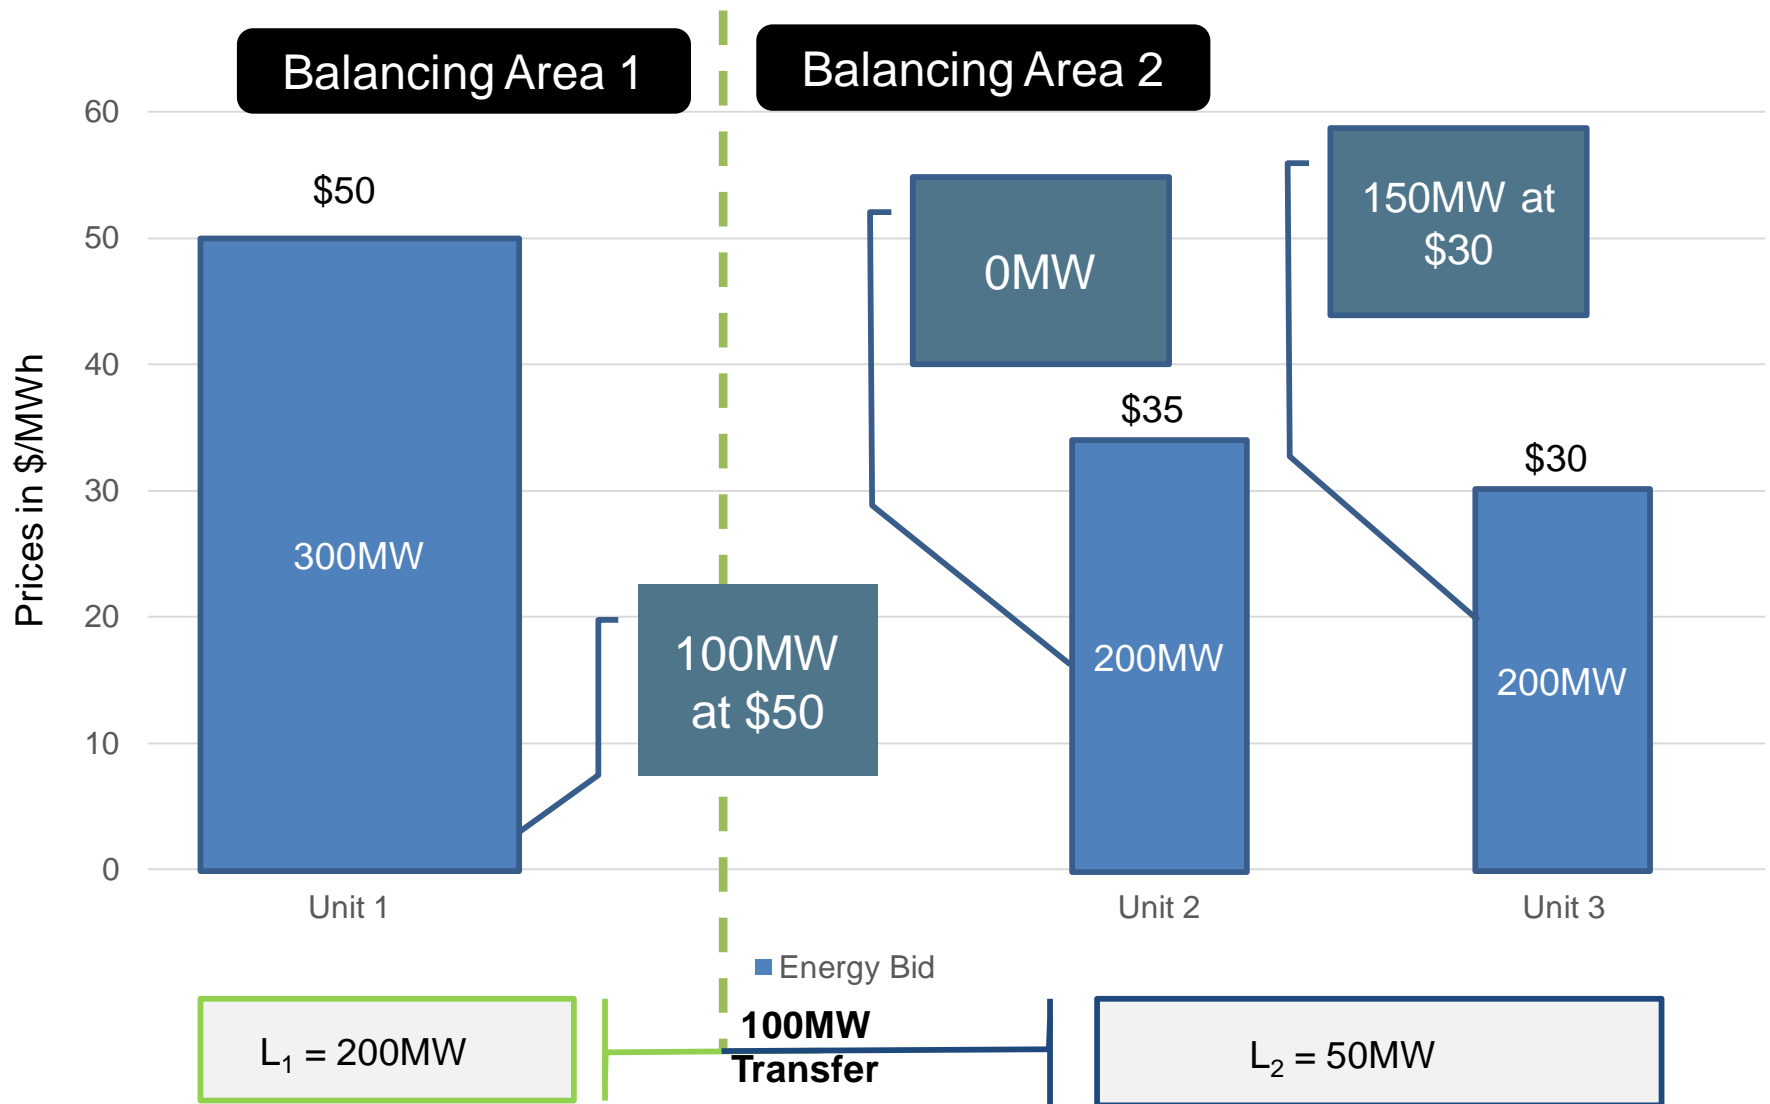 Balancing Area 1
Balancing Area 2
Prices in $/MWh
60
50
40
30
20
10
0
$50
300MW
100MW
at $50
0MW
$35
200MW
150MW at
$30
$30
200MW
Unit 1
Unit 2
Unit 3
Energy Bid
L₁ = 200MW
100MW
Transfer
L₂ = 50MW